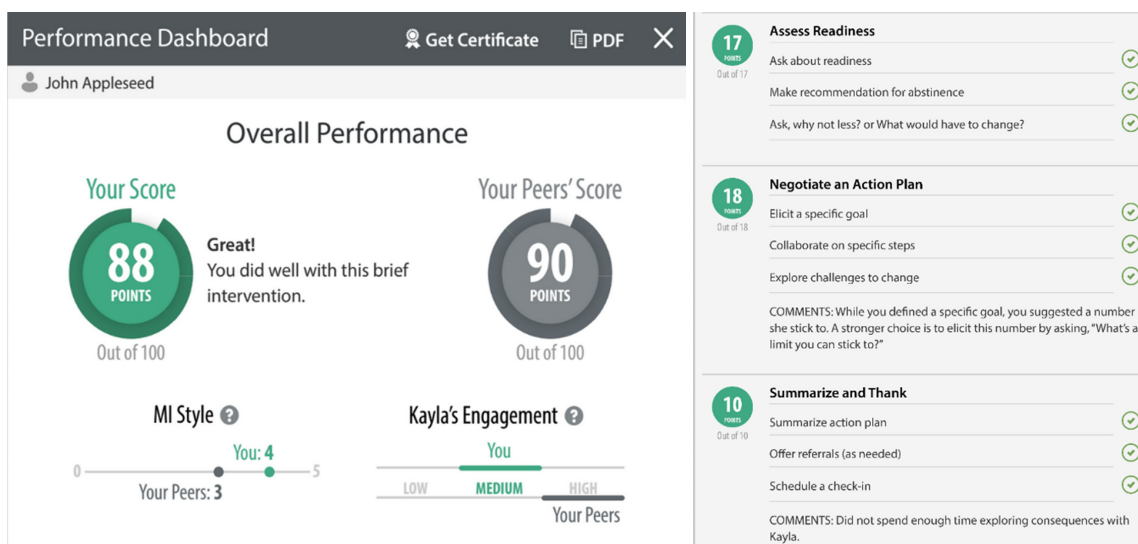 Performance Dashboard
Get Certificate
PDF
John Appleseed
Overall Performance
Your Score
88
POINTS
Out of 100
Great!
You did well with this brief
intervention.
Your Peers' Score
90
POINTS
Out of 100
MI Style ?
You: 4
0
5
Your Peers: 3
Kayla's Engagement ?
You
LOW MEDIUM HIGH
Your Peers
17
POINTS
Out of 17
Assess Readiness
Ask about readiness
Make recommendation for abstinence
Ask, why not less? or What would have to change?
18
POINTS
Out of 18
Negotiate an Action Plan
Elicit a specific goal
Collaborate on specific steps
Explore challenges to change
COMMENTS: While you defined a specific goal, you suggested a number
she stick to. A stronger choice is to elicit this number by asking, "What's a
limit you can stick to?"
10
POINTS
Out of 10
Summarize and Thank
Summarize action plan
Offer referrals (as needed)
Schedule a check-in
COMMENTS: Did not spend enough time exploring consequences with
Kayla.